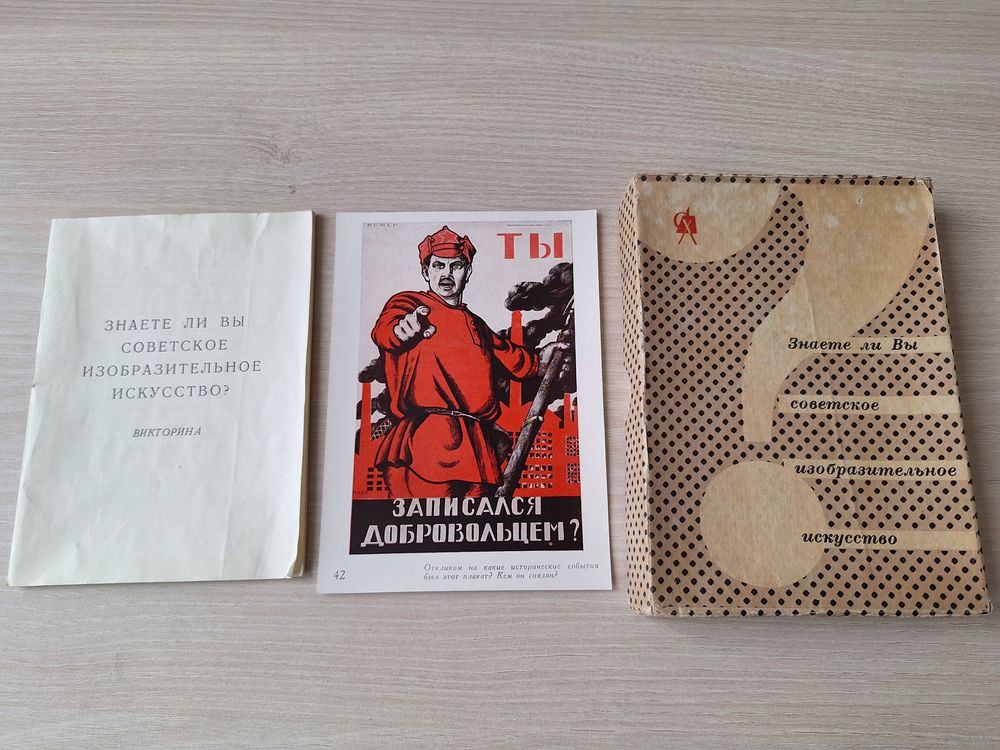 ЗНАЕТЕ ЛИ ВЫ
СОВЕТСКОЕ
ИЗОБРАЗИТЕЛЬНОЕ
ИСКУССТВО?
ВИКТОРИНА
Р.С.Ф.С.Р.
ТЫ
ЗАПИСАЛСЯ
ДОБРОВОЛЬЦЕМ?
42
Откликом на какие исторические события
был этот плакат? Кем он создан?
Знаете ли Вы
советское
изобразительное
искусство